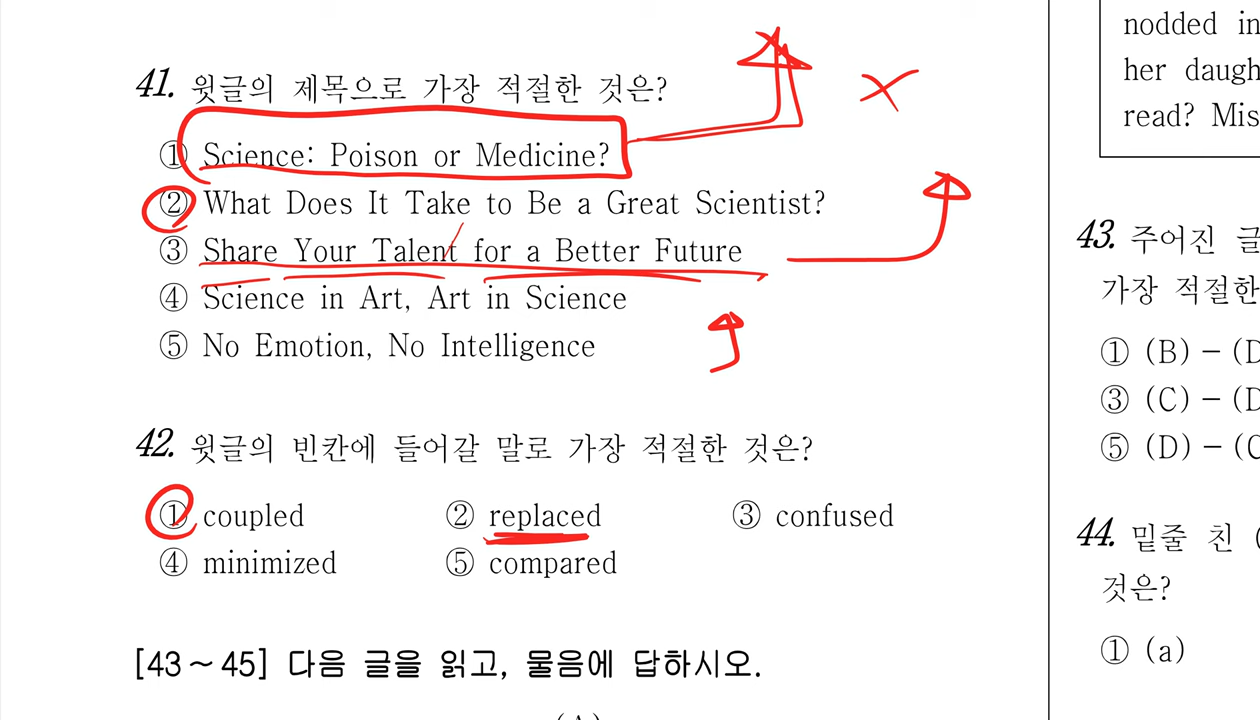 41. 윗글의 제목으로 가장 적절한 것은?
① Science: Poison or Medicine?
② What Does It Take to Be a Great Scientist?
③ Share Your Talent for a Better Future
④ Science in Art, Art in Science
⑤ No Emotion, No Intelligence
42. 윗글의 빈칸에 들어갈 말로 가장 적절한 것은?
① coupled ② replaced ③ confused
④ minimized ⑤ compared
[43~45] 다음 글을 읽고, 물음에 답하시오.
(A)
nodded in
her daugh
read? Mis
43. 주어진 글
가장 적절한
① (B)-(D
③ (C)-(D
⑤ (D)-(C
44. 밑줄 친 (
것은?
① (a)